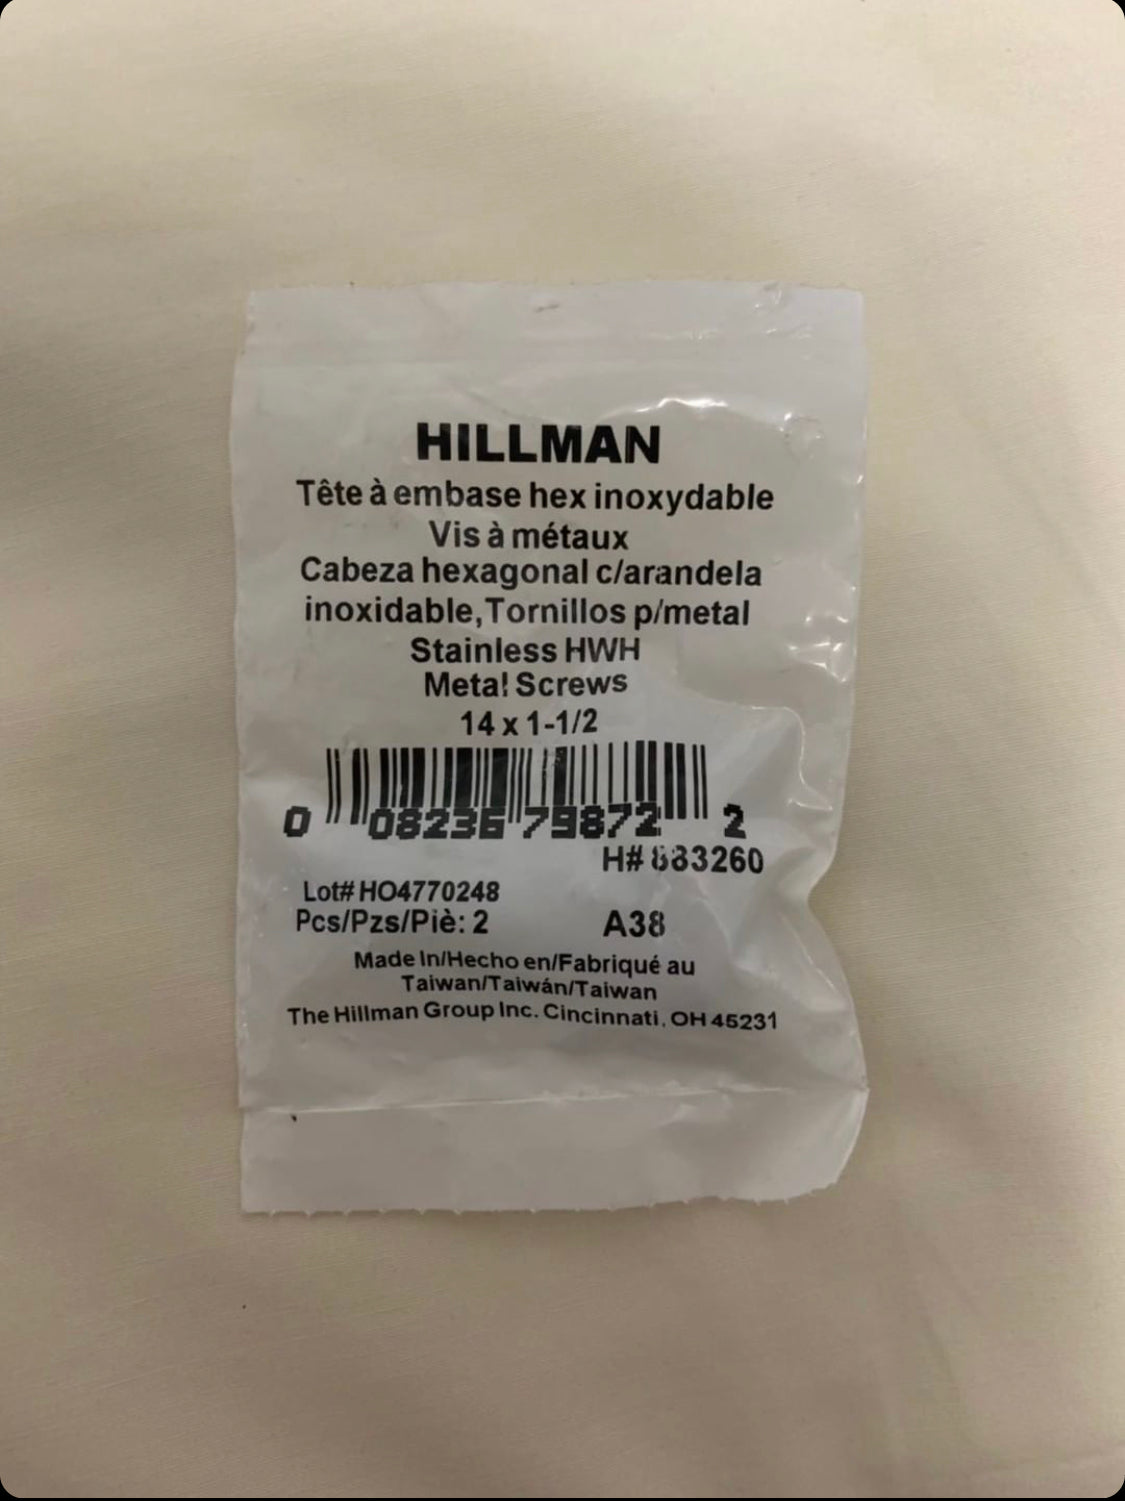 HILLMAN
Tête à embase hex inoxydable
Vis à métaux
Cabeza hexagonal c/arandela
inoxidable, Tornillos p/metal
Stainless HWH
Metal Screws
14 x 1-1/2
0 08236 79872 2
H# 883260
Lot# HO4770248
Pcs/Pzs/Piè: 2 A38
Made In/Hecho en/Fabriqué au
Taiwan/Taiwán/Taiwan
The Hillman Group Inc. Cincinnati, OH 45231